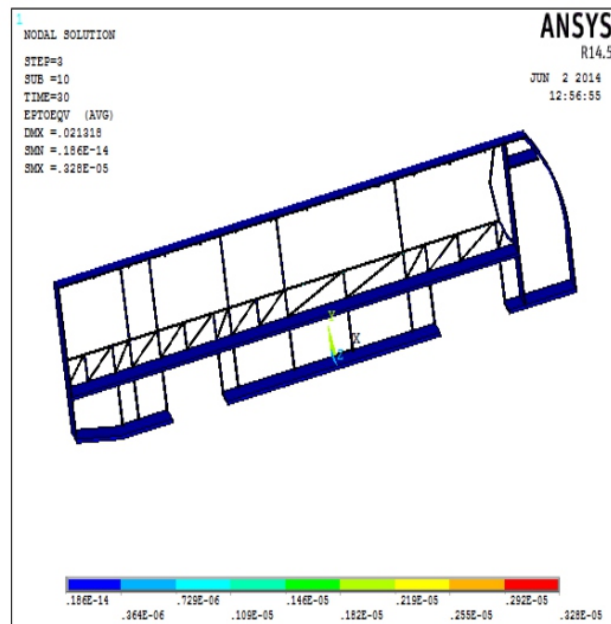 1
NODAL SOLUTION
STEP=3
SUB =10
TIME=30
EPTOEQV (AVG)
DMX =.021318
SMN =.186E-14
SMX =.328E-05
ANSYS
R14.5
JUN 2 2014
12:56:55
Y
X
Z
.186E-14 .729E-06 .146E-05 .219E-05 .292E-05
.364E-06 .109E-05 .182E-05 .255E-05 .328E-05